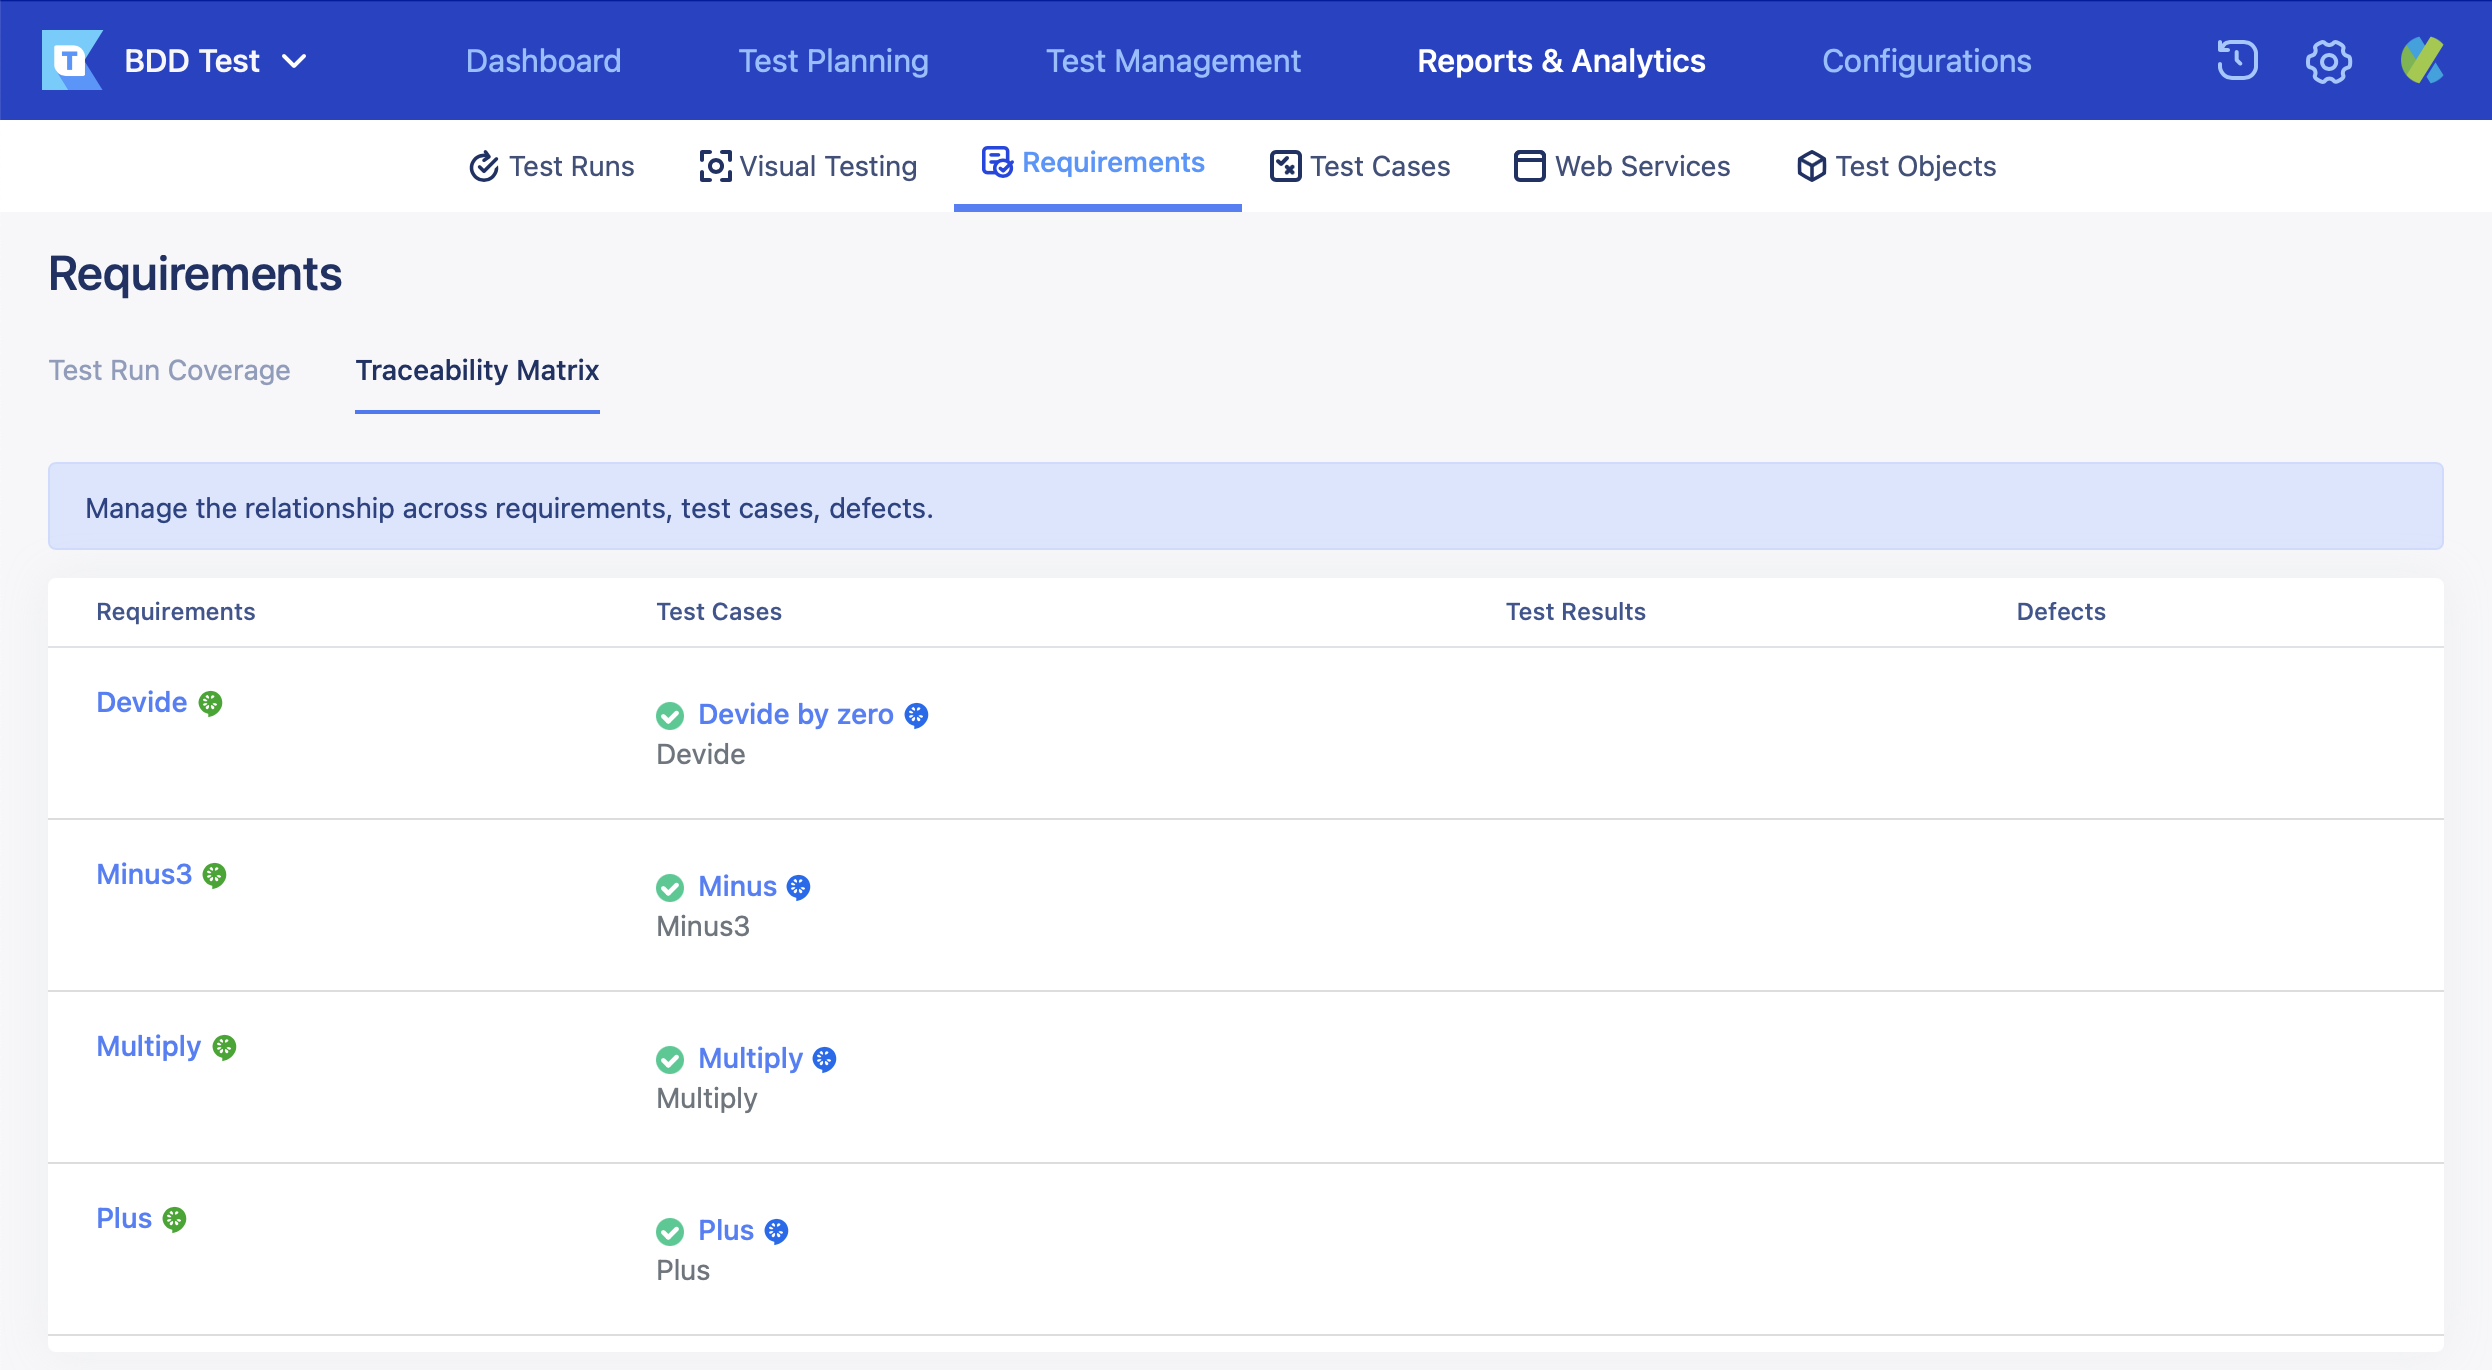 T BDD Test Dashboard Test Planning Test Management Reports & Analytics Configurations
Test Runs Visual Testing Requirements Test Cases Web Services Test Objects
Requirements
Test Run Coverage Traceability Matrix
Manage the relationship across requirements, test cases, defects.
Requirements Test Cases Test Results Defects
Devide
Devide by zero
Devide
Minus3
Minus
Minus3
Multiply
Multiply
Multiply
Plus
Plus
Plus